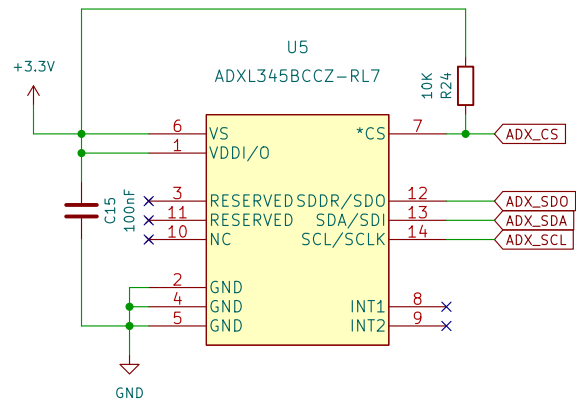 U5
ADXL345BCCZ-RL7
+3.3V
10K
R24
6
VS
1
VDDI/O
*CS
7
ADX_CS
C15
100nF
3
RESERVED
11
RESERVED
10
NC
SDDR/SDO
12
ADX_SDO
SDA/SDI
13
ADX_SDA
SCL/SCLK
14
ADX_SCL
2
GND
4
GND
5
GND
INT1
8
INT2
9
GND